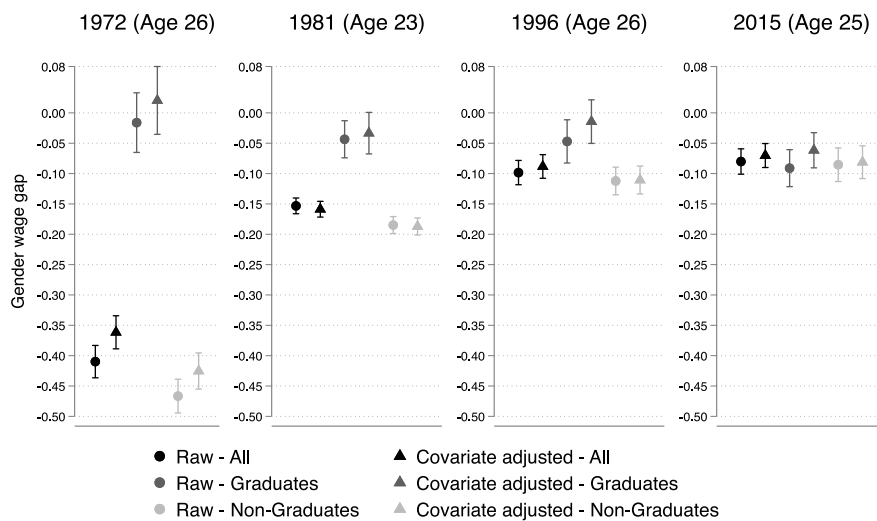 1972 (Age 26) 1981 (Age 23) 1996 (Age 26) 2015 (Age 25)
Gender wage gap
0.08 0.08 0.08 0.08
0.00 0.00 0.00 0.00
-0.05 -0.05 -0.05 -0.05
-0.10 -0.10 -0.10 -0.10
-0.15 -0.15 -0.15 -0.15
-0.20 -0.20 -0.20 -0.20
-0.25 -0.25 -0.25 -0.25
-0.30 -0.30 -0.30 -0.30
-0.35 -0.35 -0.35 -0.35
-0.40 -0.40 -0.40 -0.40
-0.45 -0.45 -0.45 -0.45
-0.50 -0.50 -0.50 -0.50
Raw - All Covariate adjusted - All
Raw - Graduates Covariate adjusted - Graduates
Raw - Non-Graduates Covariate adjusted - Non-Graduates